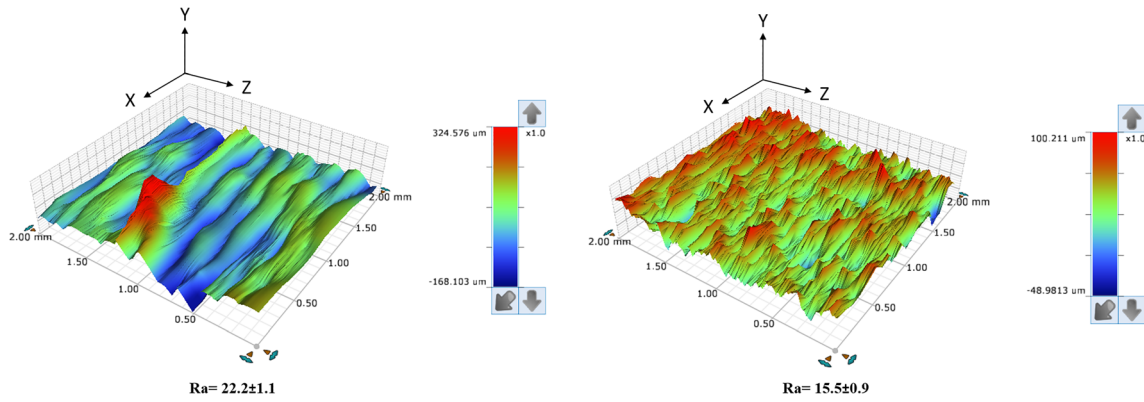 Y
X
Z
324.576 um
x1.0
-168.103 um
2.00 mm
1.50
1.00
0.50
2.00 mm
1.50
1.00
0.50
Ra= 22.2±1.1
Y
X
Z
100.211 um
x1.0
-48.9813 um
2.00 mm
1.50
1.00
0.50
2.00 mm
1.50
1.00
0.50
Ra= 15.5±0.9